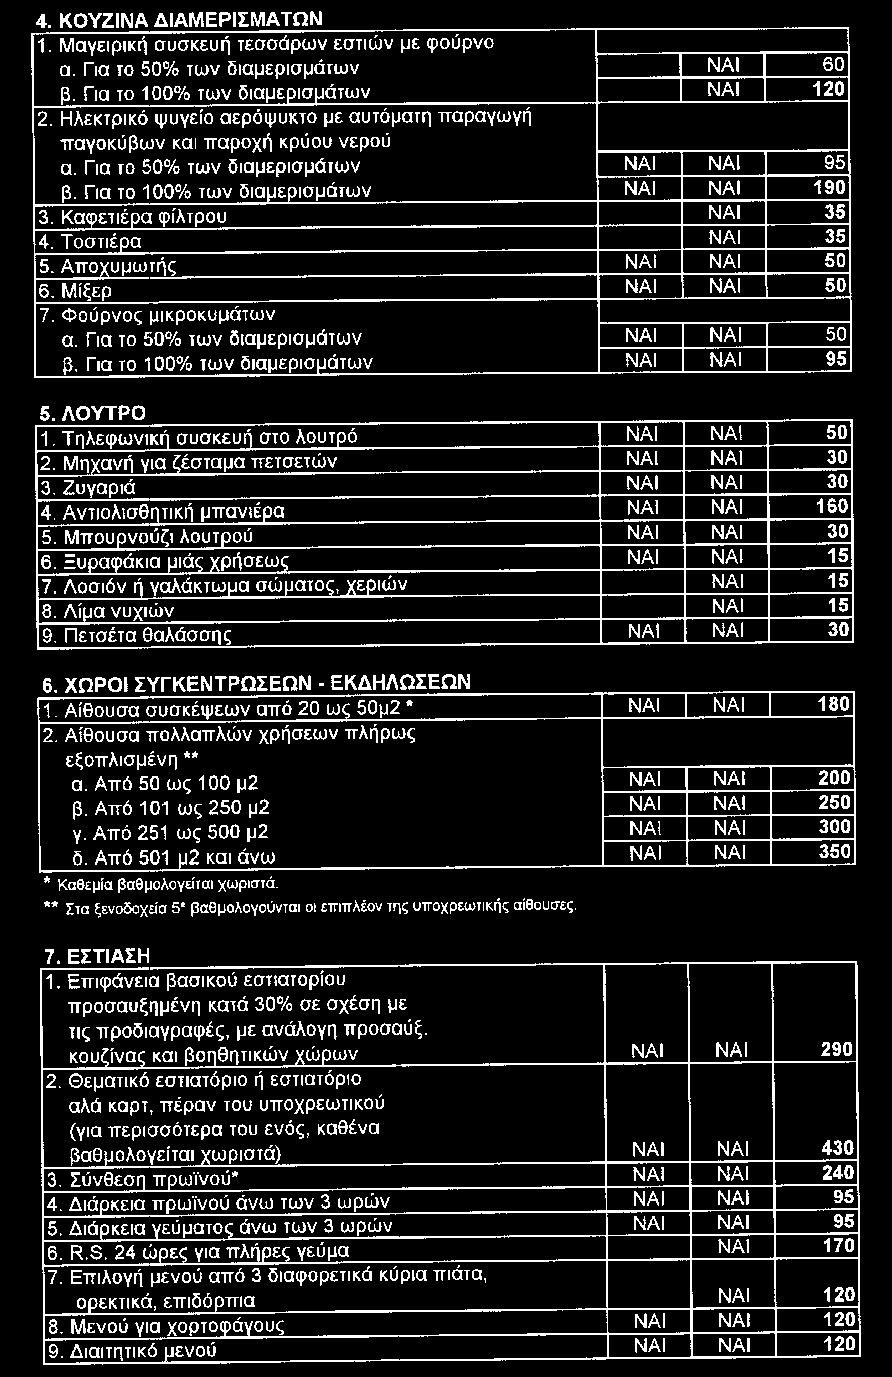 4. ΚΟΥΖΙΝΑ ΔΙΑΜΕΡΙΣΜΑΤΩΝ
1. Μαγειρική συσκευή τεσσάρων εστιών με φούρνο
α. Για το 50% των διαμερισμάτων ΝΑΙ 60
β. Για το 100% των διαμερισμάτων ΝΑΙ 120
2. Ηλεκτρικό ψυγείο αερόψυκτο με αυτόματη παραγωγή
παγοκύβων και παροχή κρύου νερού
α. Για το 50% των διαμερισμάτων ΝΑΙ ΝΑΙ 95
β. Για το 100% των διαμερισμάτων ΝΑΙ ΝΑΙ 190
3. Καφετιέρα φίλτρου ΝΑΙ 35
4. Τοστιέρα ΝΑΙ 35
5. Αποχυμωτής ΝΑΙ ΝΑΙ 50
6. Μίξερ ΝΑΙ ΝΑΙ 50
7. Φούρνος μικροκυμάτων
α. Για το 50% των διαμερισμάτων ΝΑΙ ΝΑΙ 50
β. Για το 100% των διαμερισμάτων ΝΑΙ ΝΑΙ 95
5. ΛΟΥΤΡΟ
1. Τηλεφωνική συσκευή στο λουτρό ΝΑΙ ΝΑΙ 50
2. Μηχανή για ζέσταμα πετσετών ΝΑΙ ΝΑΙ 30
3. Ζυγαριά ΝΑΙ ΝΑΙ 30
4. Αντιολισθητική μπανιέρα ΝΑΙ ΝΑΙ 160
5. Μπουρνούζι λουτρού ΝΑΙ ΝΑΙ 30
6. Ξυραφάκια μιάς χρήσεως ΝΑΙ ΝΑΙ 15
7. Λοσιόν ή γαλάκτωμα σώματος, χεριών ΝΑΙ 15
8. Λίμα νυχιών ΝΑΙ 15
9. Πετσέτα θαλάσσης ΝΑΙ ΝΑΙ 30
6. ΧΩΡΟΙ ΣΥΓΚΕΝΤΡΩΣΕΩΝ - ΕΚΔΗΛΩΣΕΩΝ
1. Αίθουσα συσκέψεων από 20 ως 50μ2 * ΝΑΙ ΝΑΙ 180
2. Αίθουσα πολλαπλών χρήσεων πλήρως
εξοπλισμένη **
α. Από 50 ως 100 μ2 ΝΑΙ ΝΑΙ 200
β. Από 101 ως 250 μ2 ΝΑΙ ΝΑΙ 250
γ. Από 251 ως 500 μ2 ΝΑΙ ΝΑΙ 300
δ. Από 501 μ2 και άνω ΝΑΙ ΝΑΙ 350
* Καθεμία βαθμολογείται χωριστά.
** Στα ξενοδοχεία 5* βαθμολογούνται οι επιπλέον της υποχρεωτικής αίθουσες.
7. ΕΣΤΙΑΣΗ
1. Επιφάνεια βασικού εστιατορίου
προσαυξημένη κατά 30% σε σχέση με
τις προδιαγραφές, με ανάλογη προσαύξ.
κουζίνας και βοηθητικών χώρων ΝΑΙ ΝΑΙ 290
2. Θεματικό εστιατόριο ή εστιατόριο
αλά καρτ, πέραν του υποχρεωτικού
(για περισσότερα του ενός, καθένα
βαθμολογείται χωριστά) ΝΑΙ ΝΑΙ 430
3. Σύνθεση πρωϊνού* ΝΑΙ ΝΑΙ 240
4. Διάρκεια πρωϊνού άνω των 3 ωρών ΝΑΙ ΝΑΙ 95
5. Διάρκεια γεύματος άνω των 3 ωρών ΝΑΙ ΝΑΙ 95
6. R.S. 24 ώρες για πλήρες γεύμα ΝΑΙ 170
7. Επιλογή μενού από 3 διαφορετικά κύρια πιάτα,
ορεκτικά, επιδόρπια ΝΑΙ 120
8. Μενού για χορτοφάγους ΝΑΙ ΝΑΙ 120
9. Διαιτητικό μενού ΝΑΙ ΝΑΙ 120